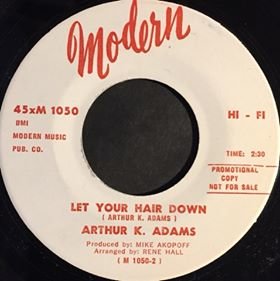 Modern
45xM 1050
HI - FI
BMI
MODERN MUSIC
PUB. CO.
TIME: 2:30
PROMOTIONAL
COPY
NOT FOR SALE
LET YOUR HAIR DOWN
( ARTHUR K. ADAMS )
ARTHUR K. ADAMS
Produced by: MIKE AKOPOFF
Arranged by: RENE HALL
( M 1050-2 )